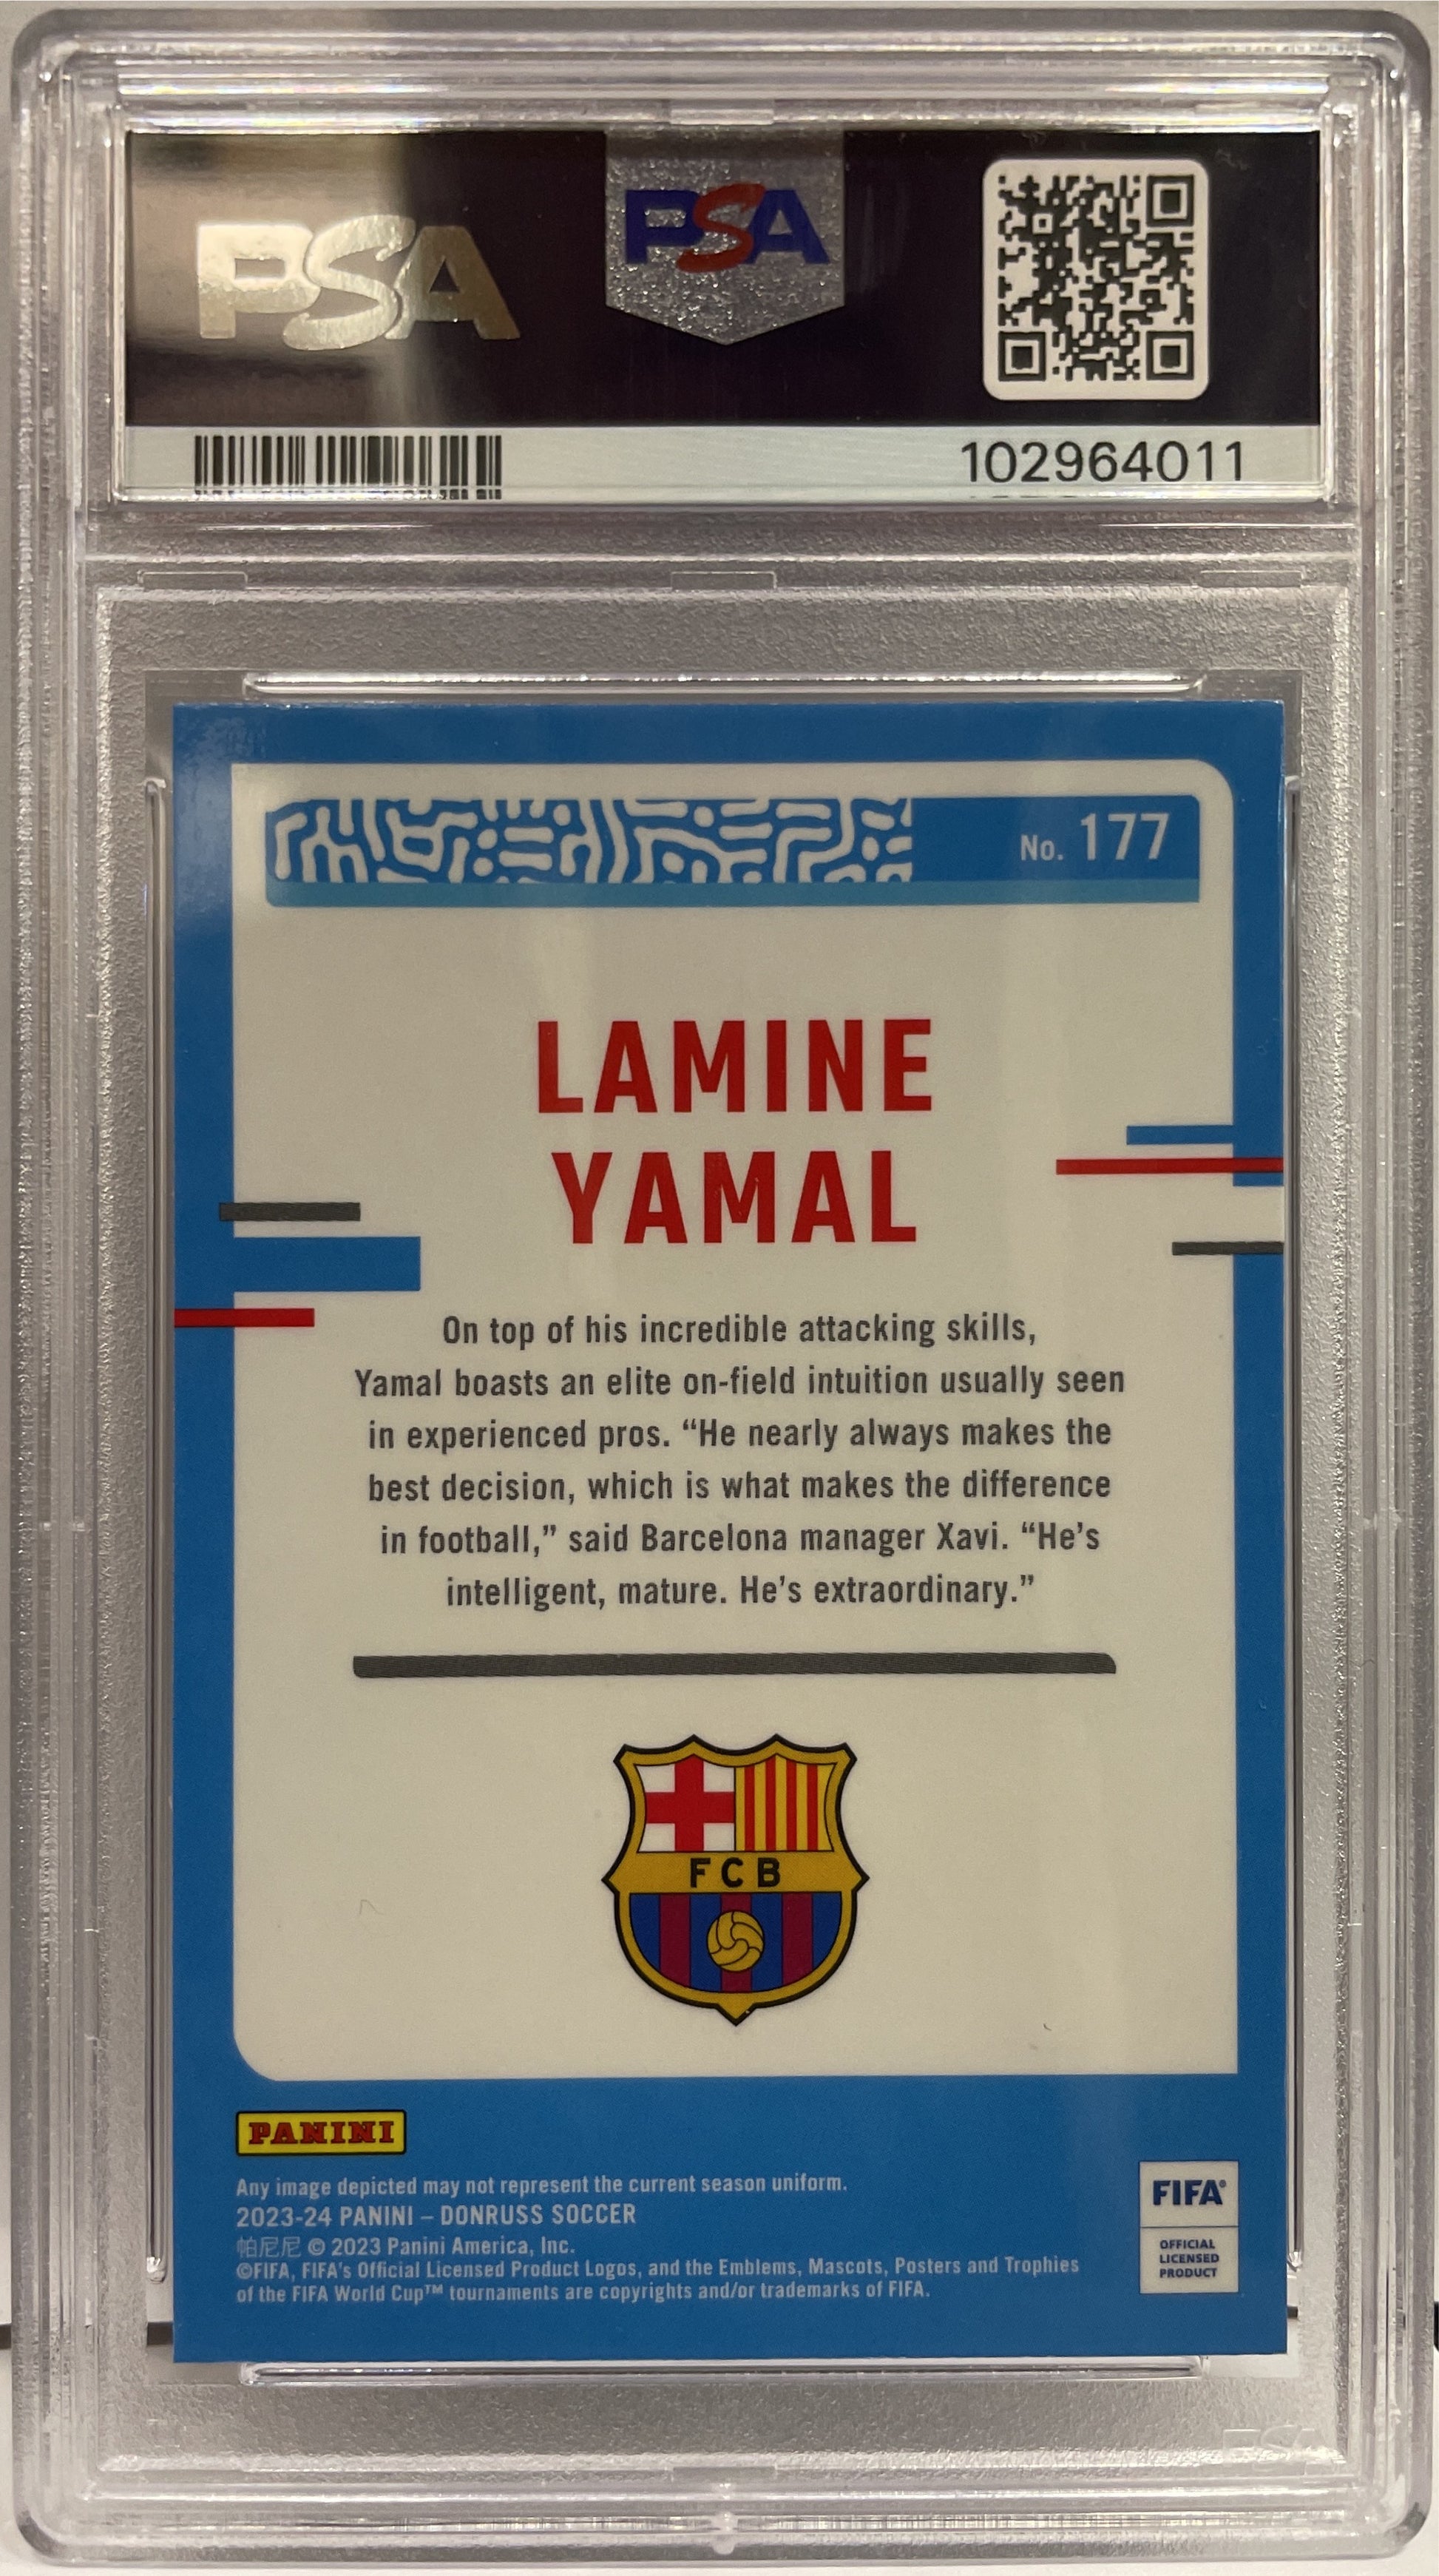 PSA
PSA
102964011
No. 177
LAMINE
YAMAL
On top of his incredible attacking skills,
Yamal boasts an elite on-field intuition usually seen
in experienced pros. “He nearly always makes the
best decision, which is what makes the difference
in football,” said Barcelona manager Xavi. “He’s
intelligent, mature. He’s extraordinary.”
FCB
PANINI
Any image depicted may not represent the current season uniform.
2023-24 PANINI – DONRUSS SOCCER
帕尼尼 © 2023 Panini America, Inc.
©FIFA, FIFA's Official Licensed Product Logos, and the Emblems, Mascots, Posters and Trophies
of the FIFA World Cup™ tournaments are copyrights and/or trademarks of FIFA.
FIFA®
OFFICIAL
LICENSED
PRODUCT
PSA